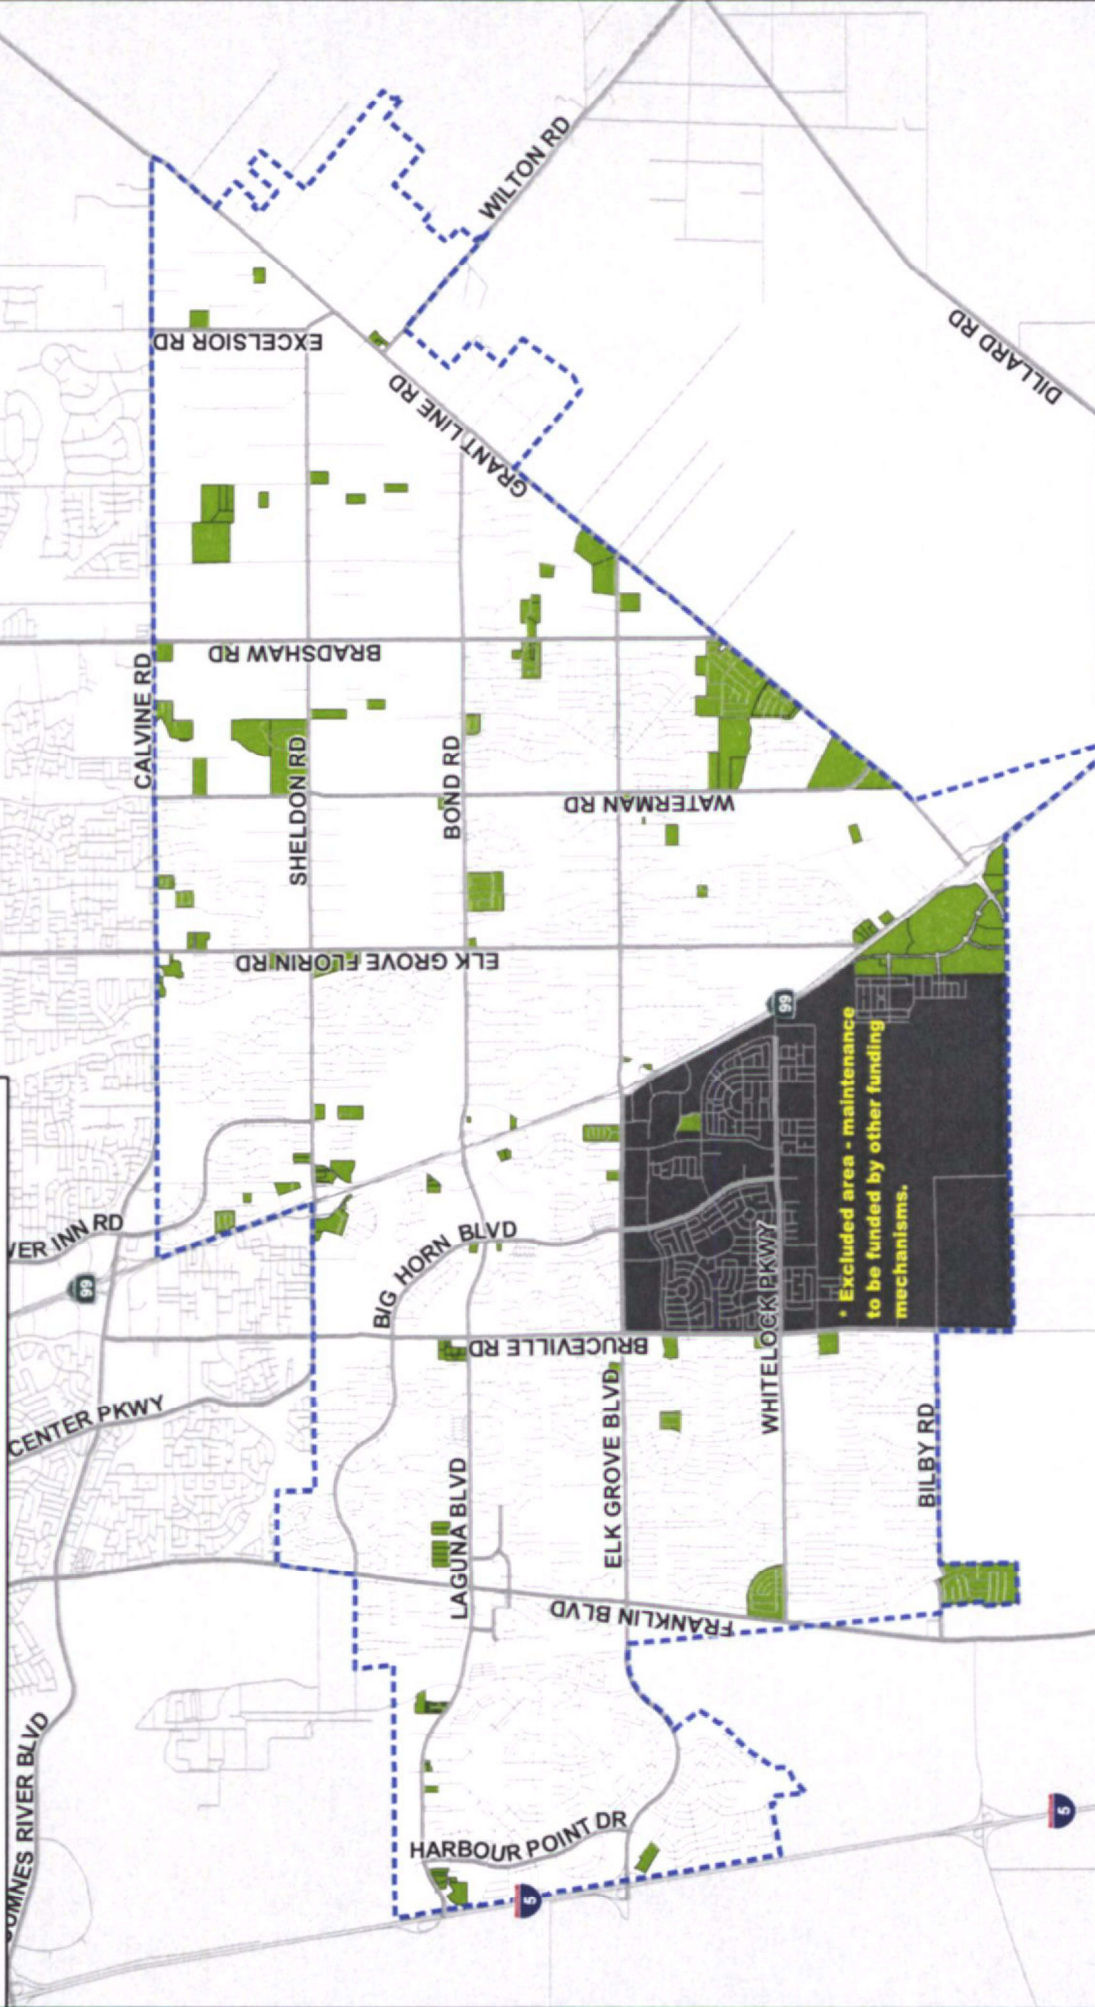 WILTON RD
EXCELSIOR RD
GRANT LINE RD
DILLARD RD
CALVINE RD
BRADSHAW RD
SHELDON RD
BOND RD
WATERMAN RD
ELK GROVE FLORIN RD
99
* Excluded area - maintenance
to be funded by other funding
mechanisms.
99
BIG HORN BLVD
BRUCEVILLE RD
WHITELOCK PKWY
CENTER PKWY
LAGUNA BLVD
ELK GROVE BLVD
BILBY RD
FRANKLIN BLVD
RIVER BLVD
HARBOUR POINT DR
5
5
INN RD